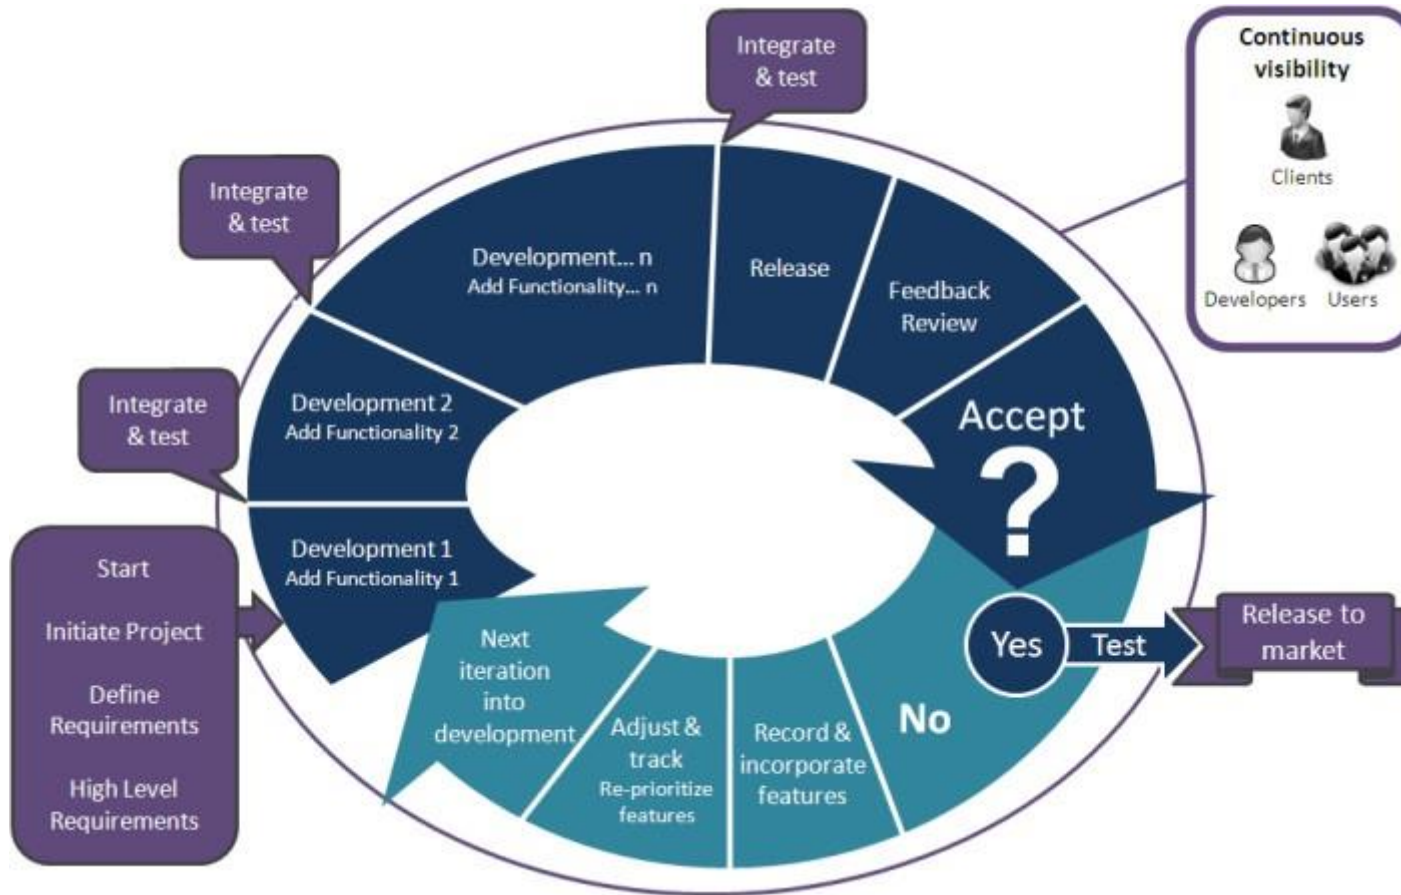 Integrate
& test
Continuous
visibility
Clients
Developers
Users
Integrate
& test
Integrate
& test
Start
Initiate Project
Define
Requirements
High Level
Requirements
Development 1
Add Functionality 1
Development 2
Add Functionality 2
Development... n
Add Functionality... n
Release
Feedback
Review
Accept
?
Yes
Test
Release to
market
No
Record &
incorporate
features
Adjust &
track
Re-prioritize
features
Next
iteration
into
development